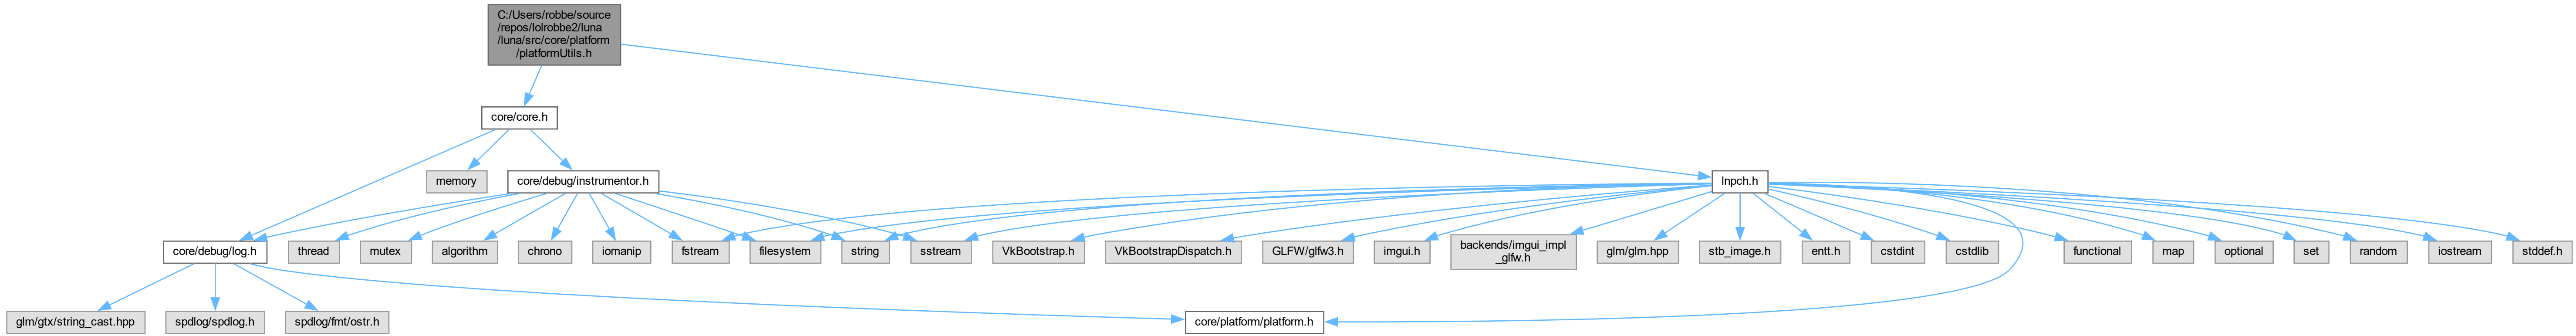 C:/Users/robbe/source
/repos/lolrobbe2/luna
/luna/src/core/platform
/platformUtils.h
core/core.h
memory
core/debug/instrumentor.h
lnpch.h
core/debug/log.h
thread
mutex
algorithm
chrono
iomanip
fstream
filesystem
string
sstream
VkBootstrap.h
VkBootstrapDispatch.h
GLFW/glfw3.h
imgui.h
backends/imgui_impl
_glfw.h
glm/glm.hpp
stb_image.h
entt.h
cstdint
cstdlib
functional
map
optional
set
random
iostream
stddef.h
glm/gtx/string_cast.hpp
spdlog/spdlog.h
spdlog/fmt/ostr.h
core/platform/platform.h